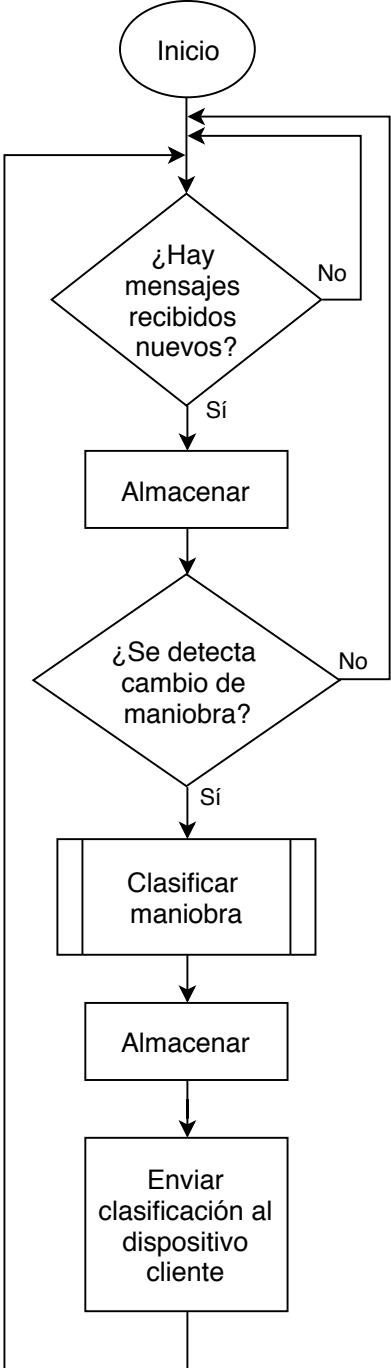 Inicio
¿Hay
mensajes
recibidos
nuevos?
No
Sí
Almacenar
¿Se detecta
cambio de
maniobra?
No
Sí
Clasificar
maniobra
Almacenar
Enviar
clasificación al
dispositivo
cliente